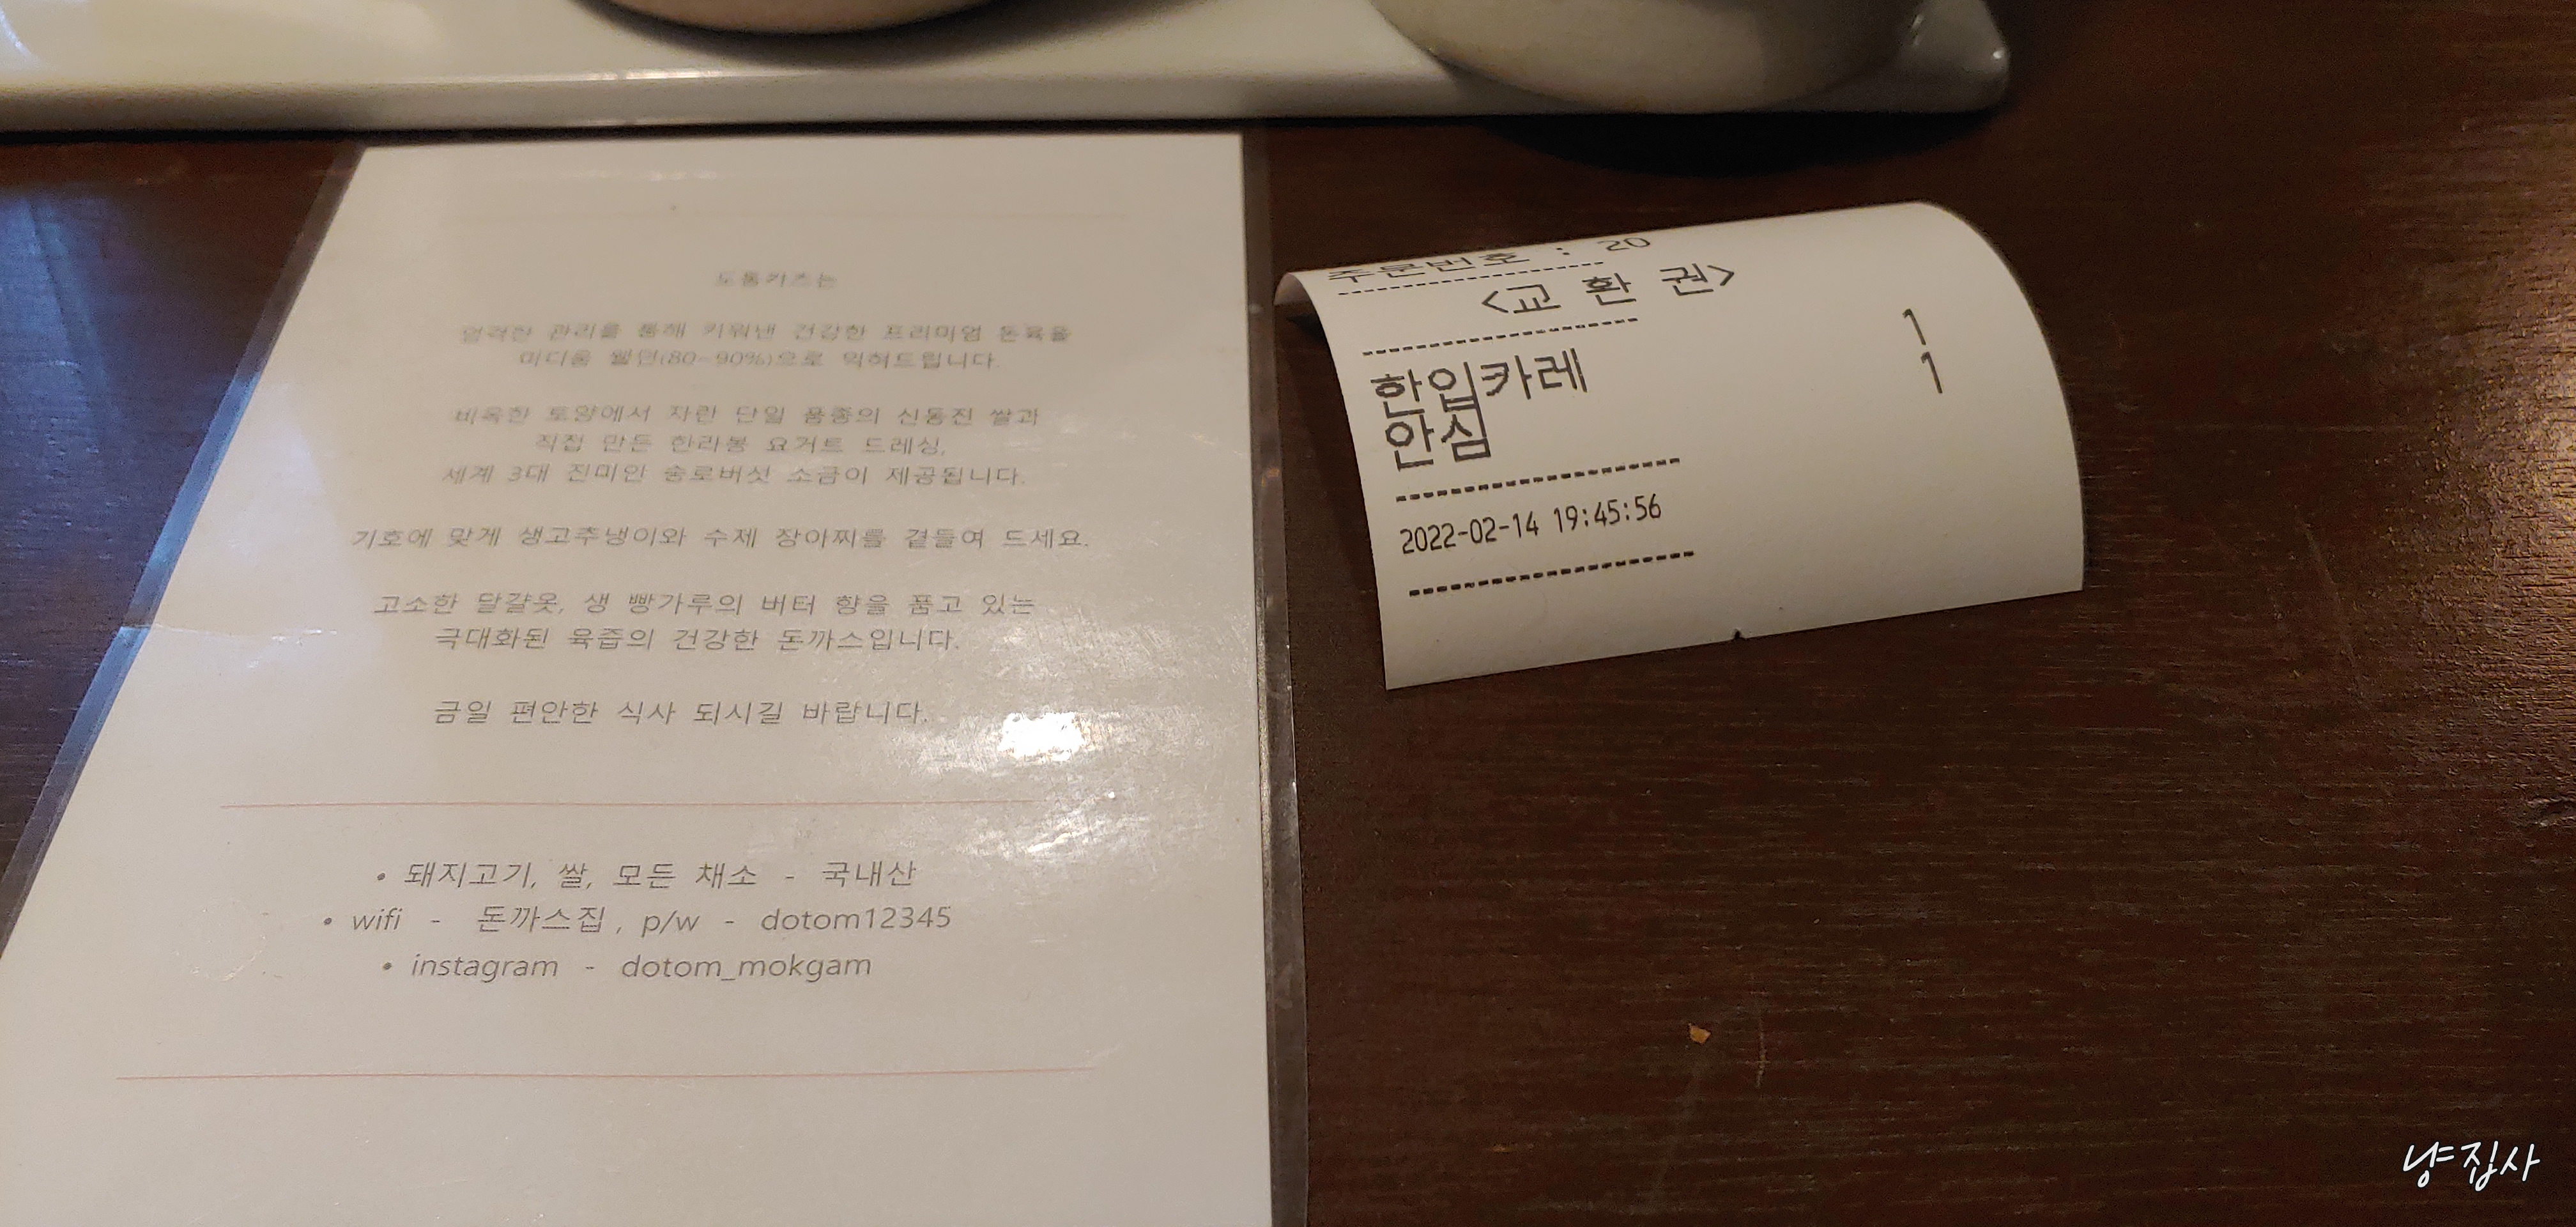 도톰카츠는
엄격한 관리를 통해 키워낸 건강한 프리미엄 돈육을
미디움 웰던(80~90%)으로 익혀드립니다.
비옥한 토양에서 자란 단일 품종의 신동진 쌀과
직접 만든 한라봉 요거트 드레싱,
세계 3대 진미인 송로버섯 소금이 제공됩니다.
기호에 맞게 생고추냉이와 수제 장아찌를 곁들여 드세요.
고소한 달걀옷, 생 빵가루의 버터 향을 품고 있는
극대화된 육즙의 건강한 돈까스입니다.
금일 편안한 식사 되시길 바랍니다.
• 돼지고기, 쌀, 모든 채소 - 국내산
• wifi - 돈까스집, p/w - dotom12345
• instagram - dotom_mokgam
주문번호 : 20
<교 환 권>
한입카레 1
안심 1
2022-02-14 19:45:56
냥집사